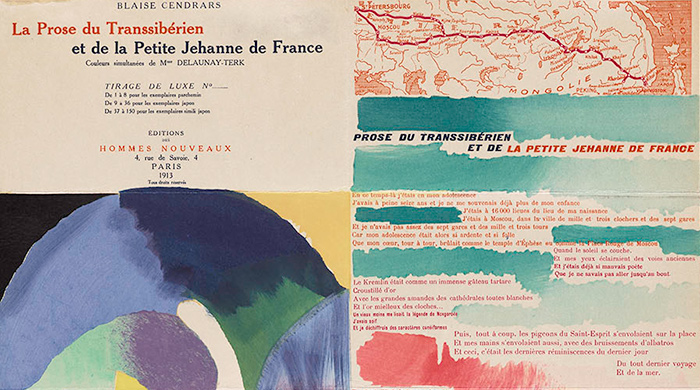 BLAISE CENDRARS
La Prose du Transsibérien
et de la Petite Jehanne de France
Couleurs simultanées de Mme DELAUNAY-TERK
TIRAGE DE LUXE No
De 1 à 8 pour les exemplaires parchemin
De 9 à 36 pour les exemplaires japon
De 37 à 150 pour les exemplaires simili japon
ÉDITIONS
des
HOMMES NOUVEAUX
4, rue de Savoie, 4
PARIS
1913
Tous droits reservés
PÉTERSBOURG
MOSCOU
MONGOLIE
PÉKING
PROSE DU TRANSSIBÉRIEN
ET DE LA PETITE JEHANNE DE FRANCE
En ce temps-là j'étais en mon adolescence
J'avais à peine seize ans et je ne me souvenais déjà plus de mon enfance
J'étais à 16.000 lieues du lieu de ma naissance
J'étais à Moscou, dans la ville de mille et trois clochers et des sept gares
Et je n'avais pas assez des sept gares et des mille et trois tours
Car mon adolescence était alors si ardente et si folle
Que mon cœur, tour à tour, brûlait comme le temple d'Ephèse ou comme la Place Rouge de Moscou
Quand le soleil se couche.
Et mes yeux éclairaient des voies anciennes
Et j'étais déjà si mauvais poète
Que je ne savais pas aller jusqu'au bout.
Le Kremlin était comme un immense gâteau tartare
Croustillé d'or
Avec les grandes amandes des cathédrales toutes blanches
Et l'or mielleux des cloches...
Un vieux moine me lisait la légende de Novgorode
J'avais soif
Et je déchiffrais des caractères cunéiformes
Puis, tout à coup, les pigeons du Saint-Esprit s'envolaient sur la place
Et mes mains s'envolaient aussi, avec des bruissements d'albatros
Et ceci, c'était les dernières réminiscences du dernier jour
Du tout dernier voyage
Et de la mer.